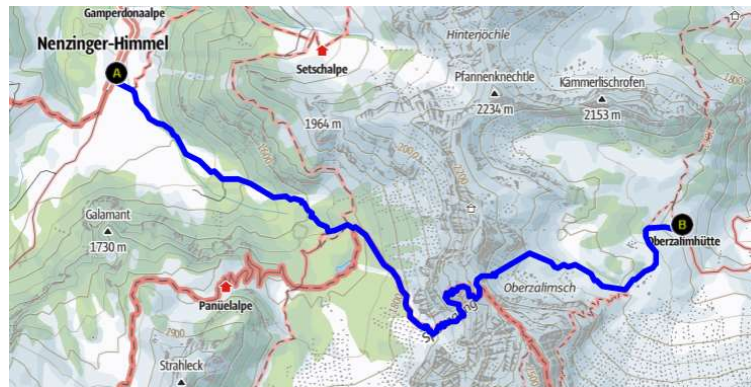 Gamperdonaalpe
Nenzinger-Himmel
A
Setschalpe
Hinterjöchle
Pfannenknechtle
2234 m
Kämmerlischrofen
2153 m
1964 m
Galamant
1730 m
Panüelalpe
Strahleck
Oberzalimsch
B
Oberzalimhütte